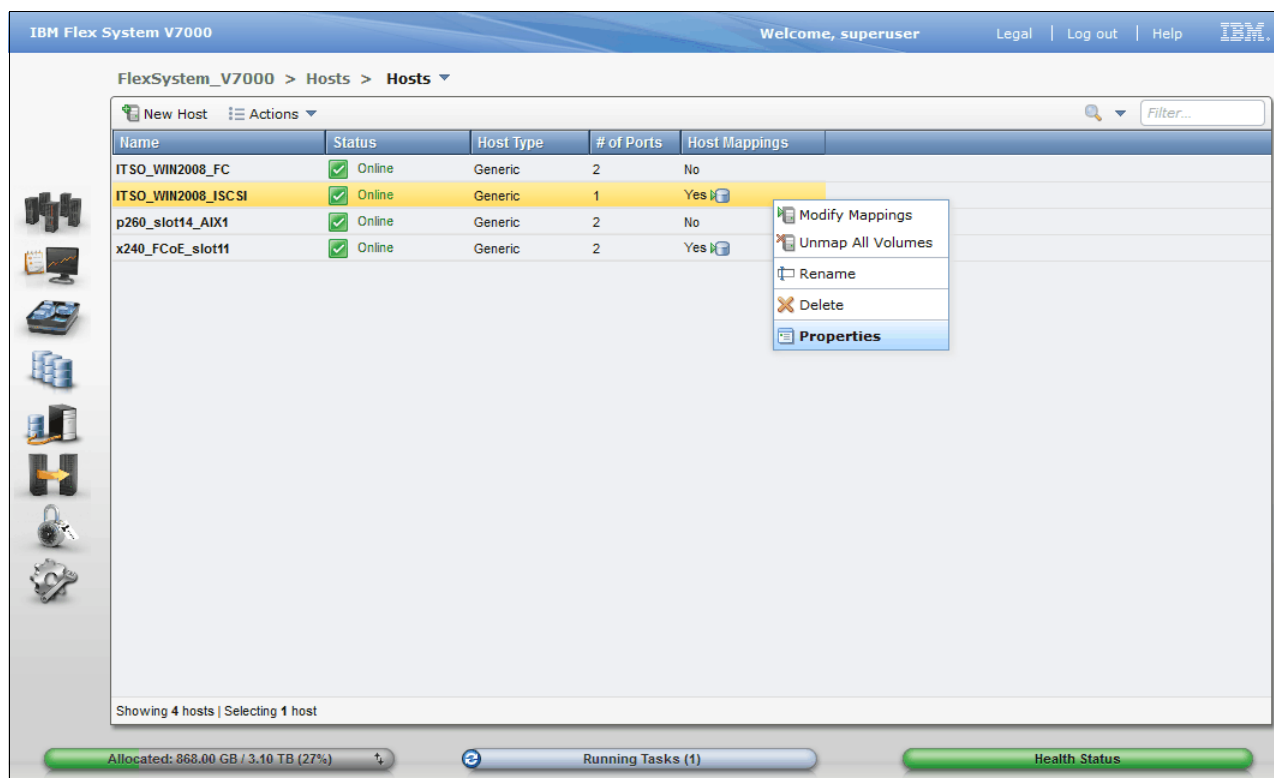 IBM Flex System V7000 Welcome, superuser Legal | Log out | Help IBM.
FlexSystem_V7000 > Hosts > Hosts
New Host Actions Filter...
Name Status Host Type # of Ports Host Mappings
ITSO_WIN2008_FC Online Generic 2 No
ITSO_WIN2008_ISCSI Online Generic 1 Yes
p260_slot14_AIX1 Online Generic 2 No
x240_FCoE_slot11 Online Generic 2 Yes
Modify Mappings
Unmap All Volumes
Rename
Delete
Properties
Showing 4 hosts | Selecting 1 host
Allocated: 868.00 GB / 3.10 TB (27%) Running Tasks (1) Health Status